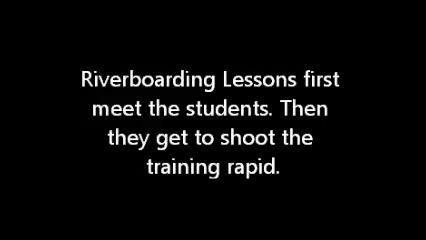 Riverboarding Lessons first
meet the students. Then
they get to shoot the
training rapid.